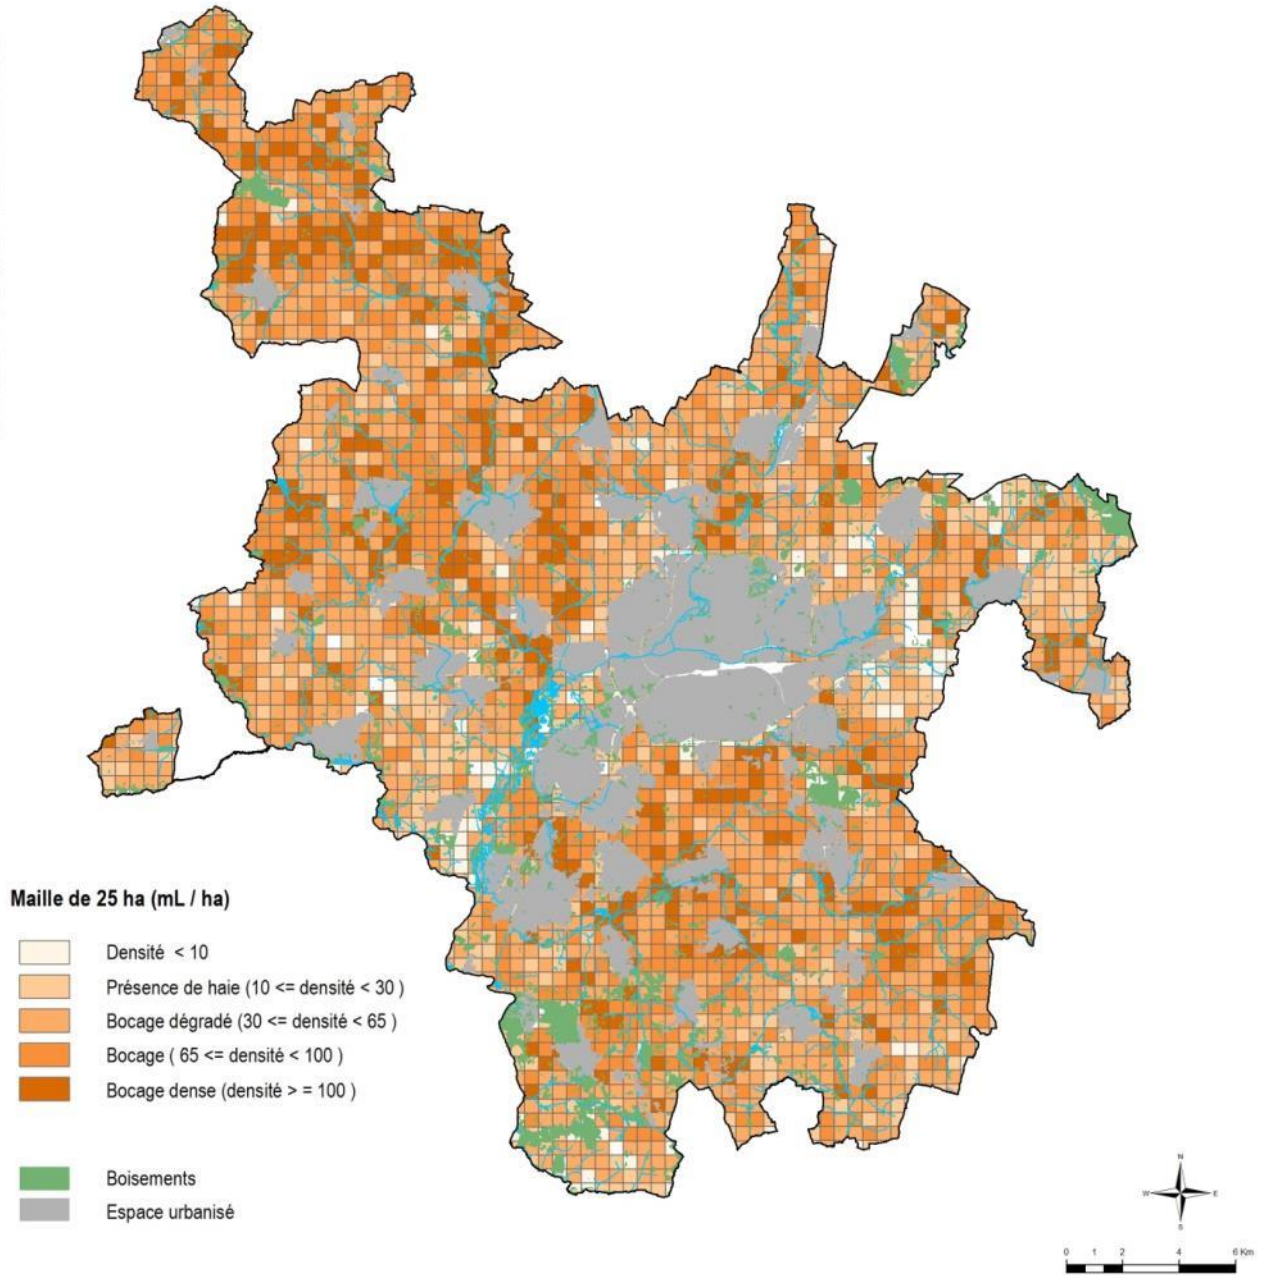 Maille de 25 ha (mL / ha)
Densité < 10
Présence de haie (10 <= densité < 30 )
Bocage dégradé (30 <= densité < 65 )
Bocage ( 65 <= densité < 100 )
Bocage dense (densité > = 100 )
Boisements
Espace urbanisé
N
W E
S
0 1 2 4 6 Km